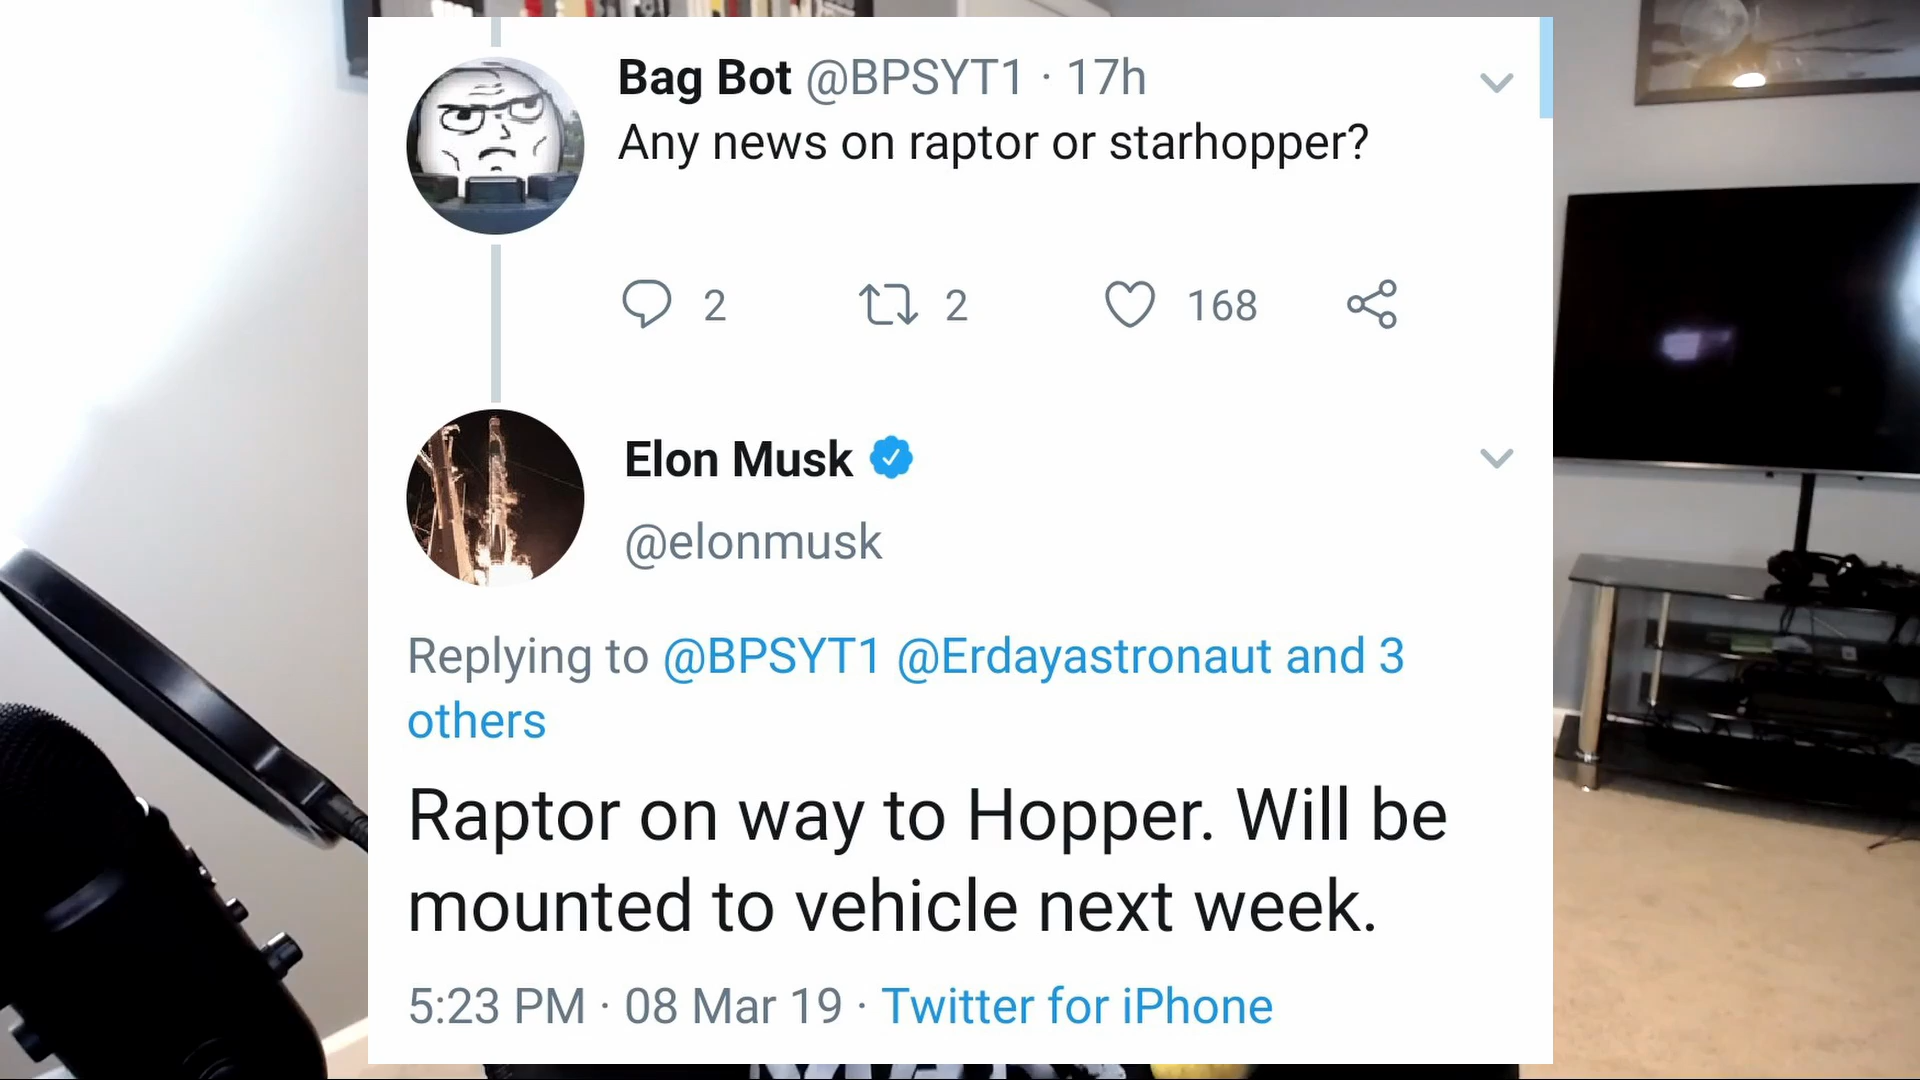 Bag Bot @BPSYT1 · 17h
Any news on raptor or starhopper?
2 2 168
Elon Musk
@elonmusk
Replying to @BPSYT1 @Erdayastronaut and 3
others
Raptor on way to Hopper. Will be
mounted to vehicle next week.
5:23 PM · 08 Mar 19 · Twitter for iPhone